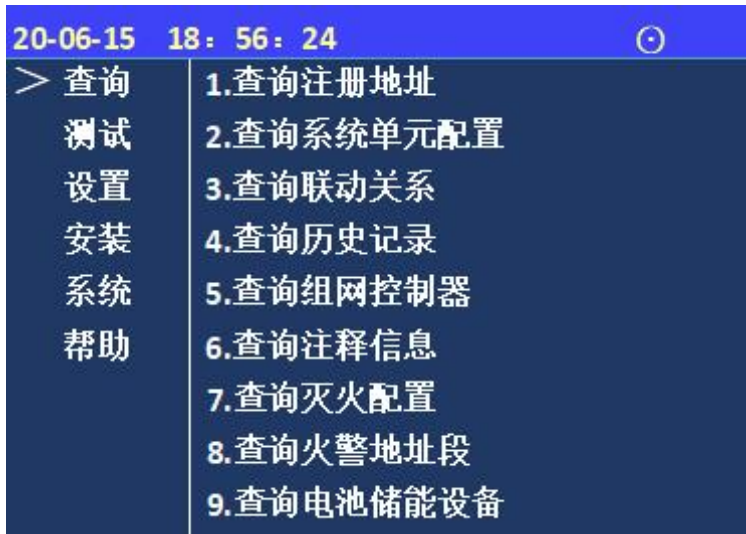 20-06-15 18：56：24
> 查询
测试
设置
安装
系统
帮助
1.查询注册地址
2.查询系统单元配置
3.查询联动关系
4.查询历史记录
5.查询组网控制器
6.查询注释信息
7.查询灭火配置
8.查询火警地址段
9.查询电池储能设备